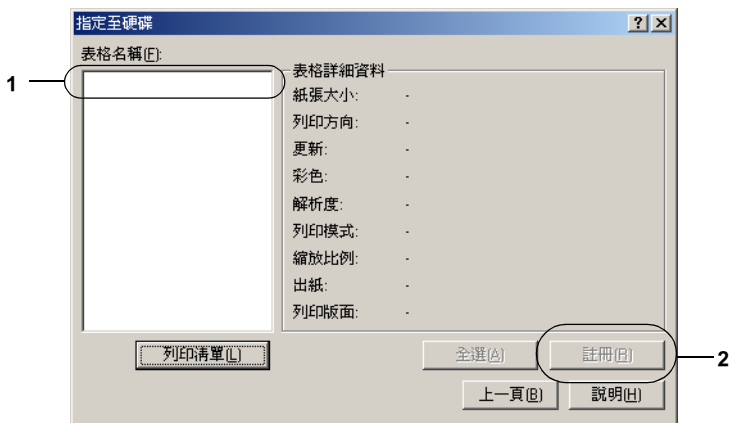 指定至硬碟
表格名稱(F):
1
表格詳細資料
紙張大小: -
列印方向: -
更新: -
彩色: -
解析度: -
列印模式: -
縮放比例: -
出紙: -
列印版面: -
列印清單(L)
全選(A)
註冊(R)
2
上一頁(B)
說明(H)